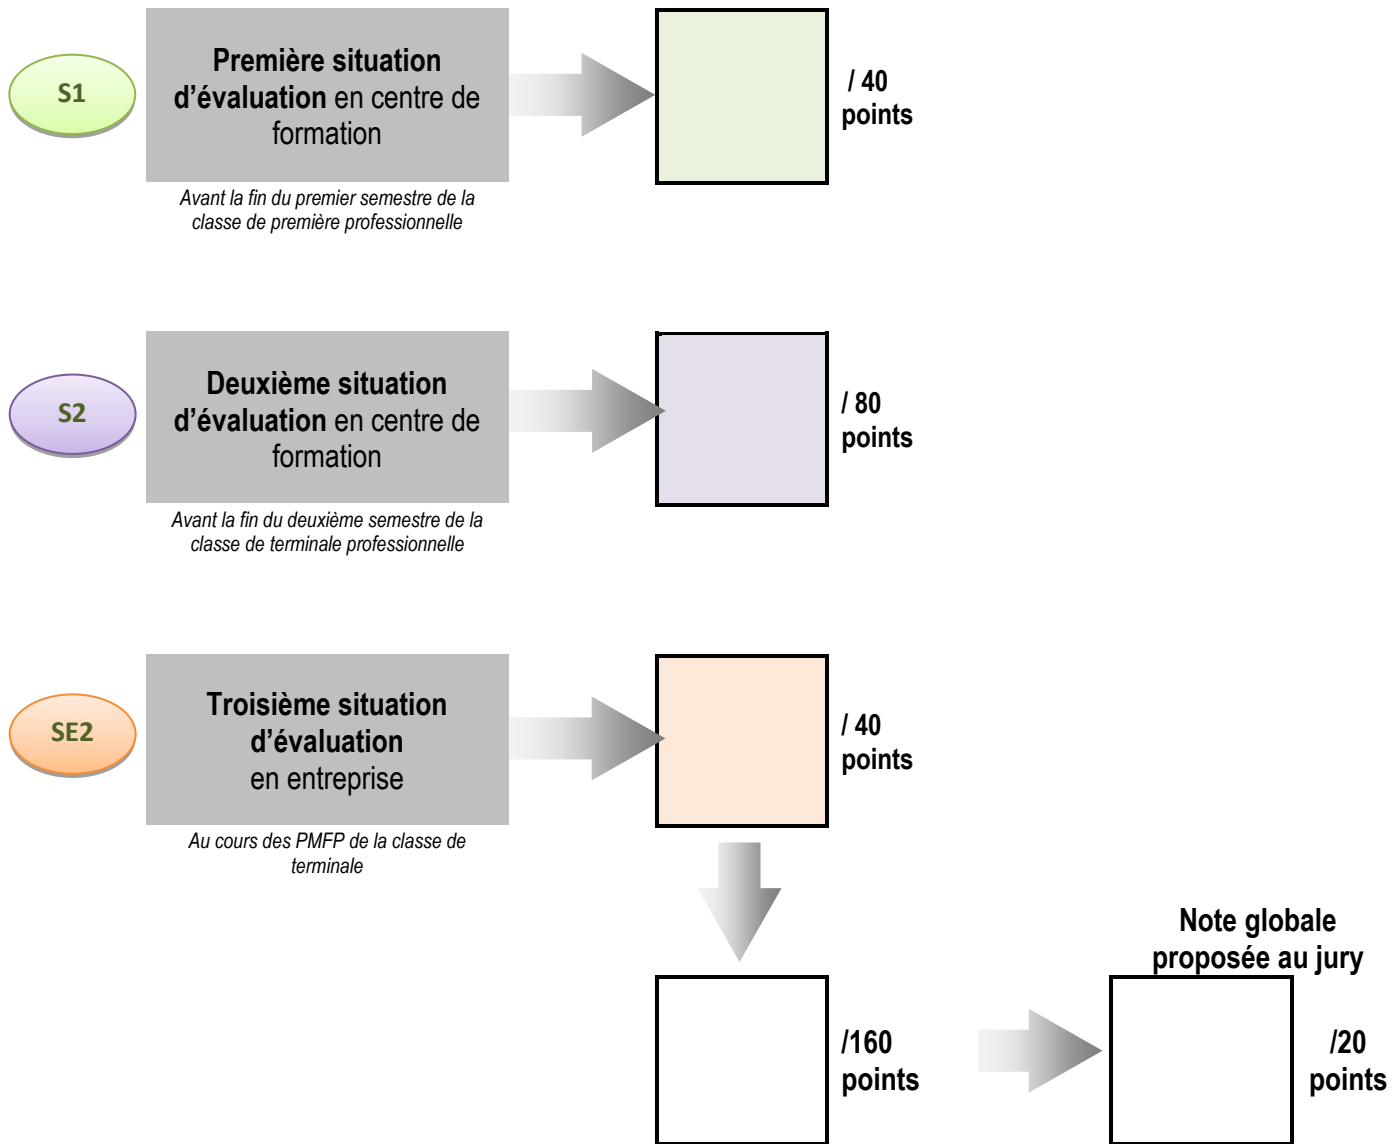 S1
Première situation
d’évaluation en centre de
formation
/ 40
points
Avant la fin du premier semestre de la
classe de première professionnelle
S2
Deuxième situation
d’évaluation en centre de
formation
/ 80
points
Avant la fin du deuxième semestre de la
classe de terminale professionnelle
SE2
Troisième situation
d’évaluation
en entreprise
/ 40
points
Au cours des PMFP de la classe de
terminale
Note globale
proposée au jury
/160
points
/20
points